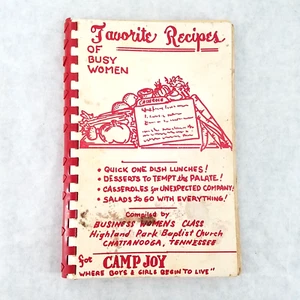 Favorite Recipes
OF
BUSY
WOMEN
• QUICK ONE DISH LUNCHES!
• DESSERTS TO TEMPT the PALATE!
• CASSEROLES for UNEXPECTED COMPANY!
• SALADS TO GO WITH EVERYTHING!
Compiled by
BUSINESS WOMEN'S CLASS
Highland Park Baptist Church
CHATTANOOGA, TENNESSEE
for CAMP JOY
"WHERE BOYS & GIRLS BEGIN TO LIVE"